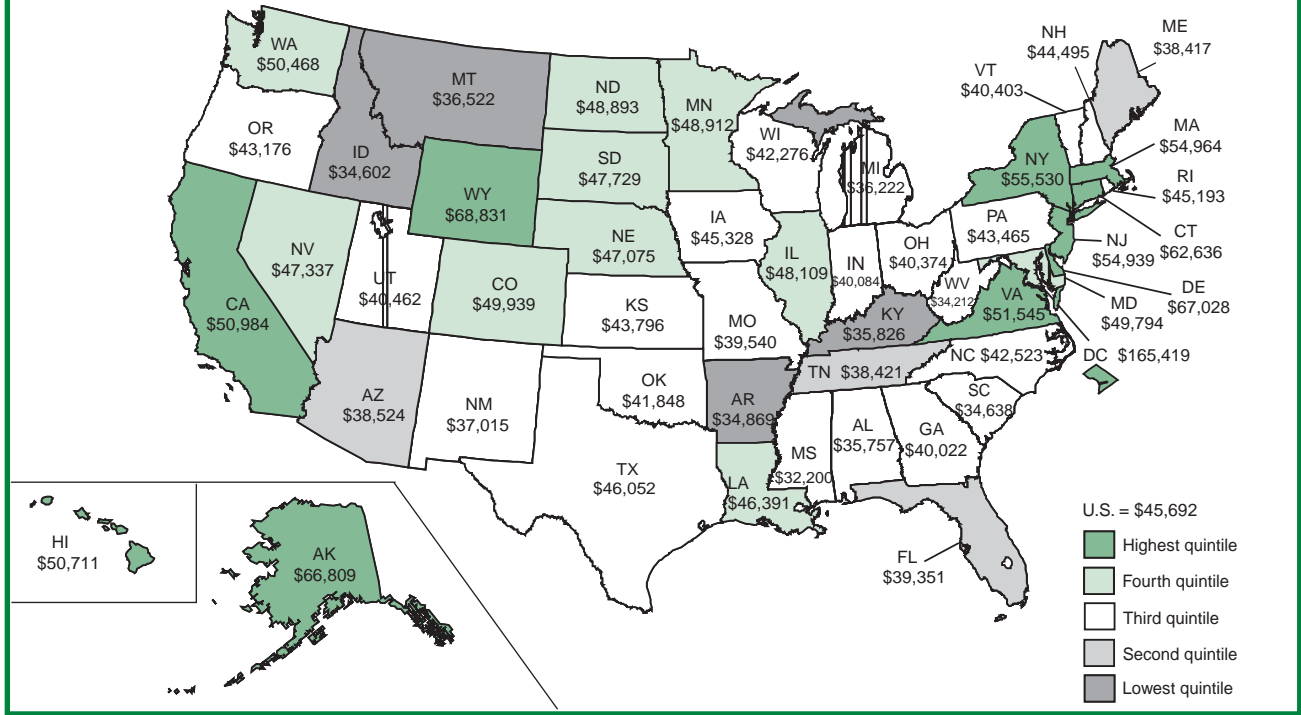 WA
$50,468
MT
$36,522
ND
$48,893
MN
$48,912
OR
$43,176
ID
$34,602
WY
$68,831
SD
$47,729
WI
$42,276
MI
$36,222
NH
$44,495
VT
$40,403
ME
$38,417
NY
$55,530
MA
$54,964
RI
$45,193
CT
$62,636
NJ
$54,939
DE
$67,028
MD
$49,794
DC $165,419
PA
$43,465
NV
$47,337
UT
$40,462
CO
$49,939
NE
$47,075
IA
$45,328
IL
$48,109
IN
$40,084
OH
$40,374
WV
$34,212
VA
$51,545
CA
$50,984
KS
$43,796
MO
$39,540
KY
$35,826
NC $42,523
TN $38,421
AZ
$38,524
NM
$37,015
OK
$41,848
AR
$34,869
SC
$34,638
MS
$32,200
AL
$35,757
GA
$40,022
TX
$46,052
LA
$46,391
FL
$39,351
HI
$50,711
AK
$66,809
U.S. = $45,692
Highest quintile
Fourth quintile
Third quintile
Second quintile
Lowest quintile